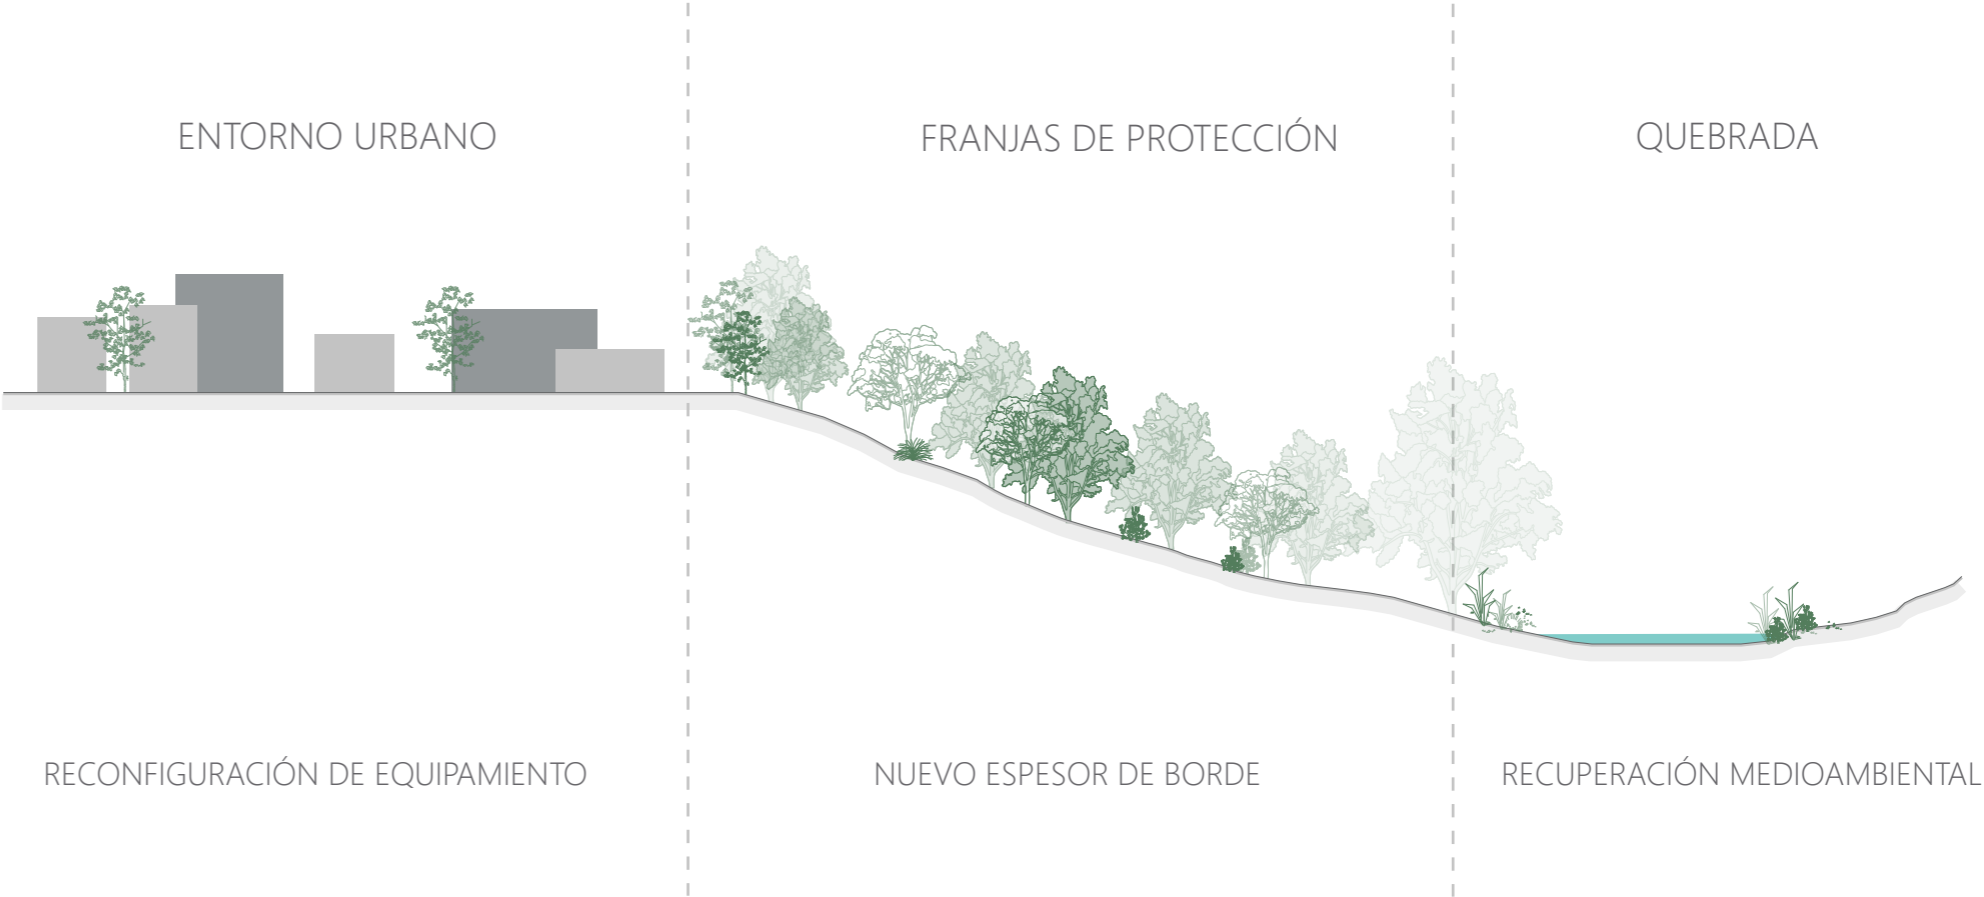 ENTORNO URBANO
FRANJAS DE PROTECCIÓN
QUEBRADA
RECONFIGURACIÓN DE EQUIPAMIENTO
NUEVO ESPESOR DE BORDE
RECUPERACIÓN MEDIOAMBIENTAL